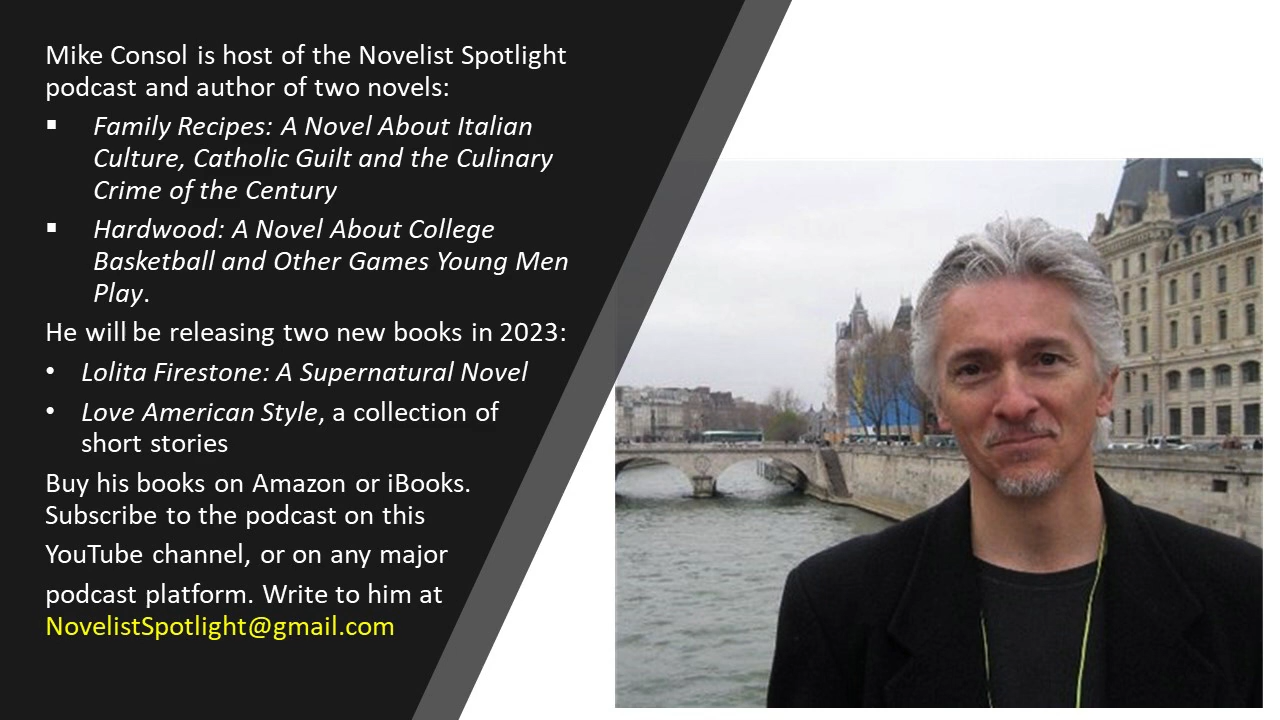 Mike Consol is host of the Novelist Spotlight
podcast and author of two novels:
▪ Family Recipes: A Novel About Italian
Culture, Catholic Guilt and the Culinary
Crime of the Century
▪ Hardwood: A Novel About College
Basketball and Other Games Young Men
Play.
He will be releasing two new books in 2023:
• Lolita Firestone: A Supernatural Novel
• Love American Style, a collection of
short stories
Buy his books on Amazon or iBooks.
Subscribe to the podcast on this
YouTube channel, or on any major
podcast platform. Write to him at
NovelistSpotlight@gmail.com